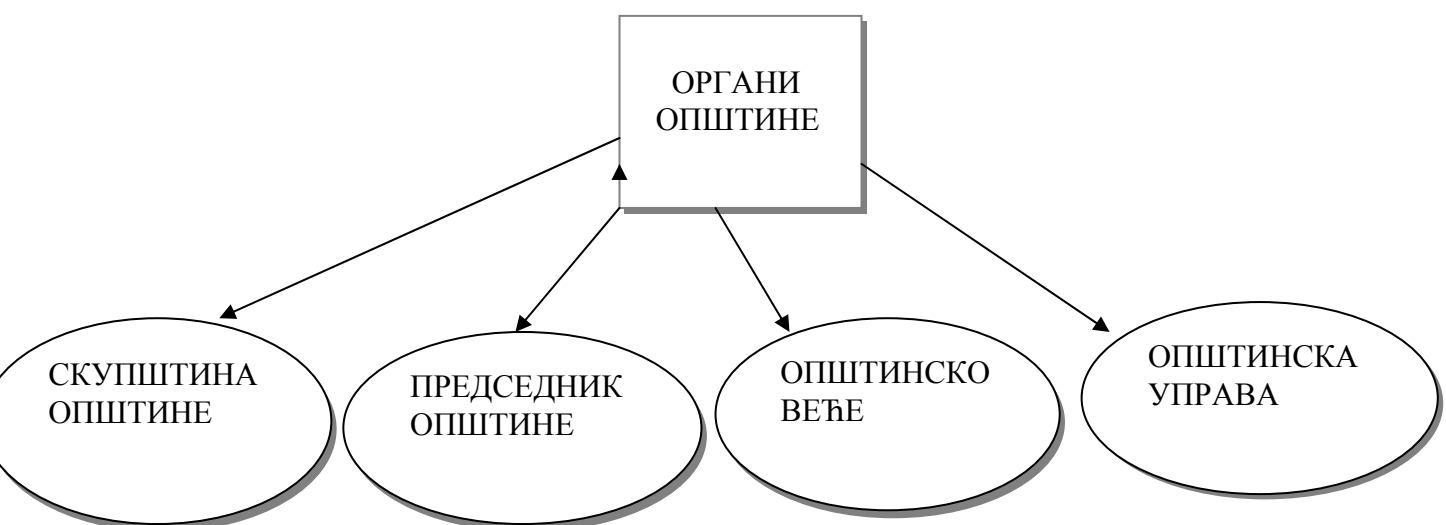 ОРГАНИ
ОПШТИНЕ
СКУПШТИНА
ОПШТИНЕ
ПРЕДСЕДНИК
ОПШТИНЕ
ОПШТИНСКО
ВЕЋЕ
ОПШТИНСКА
УПРАВА